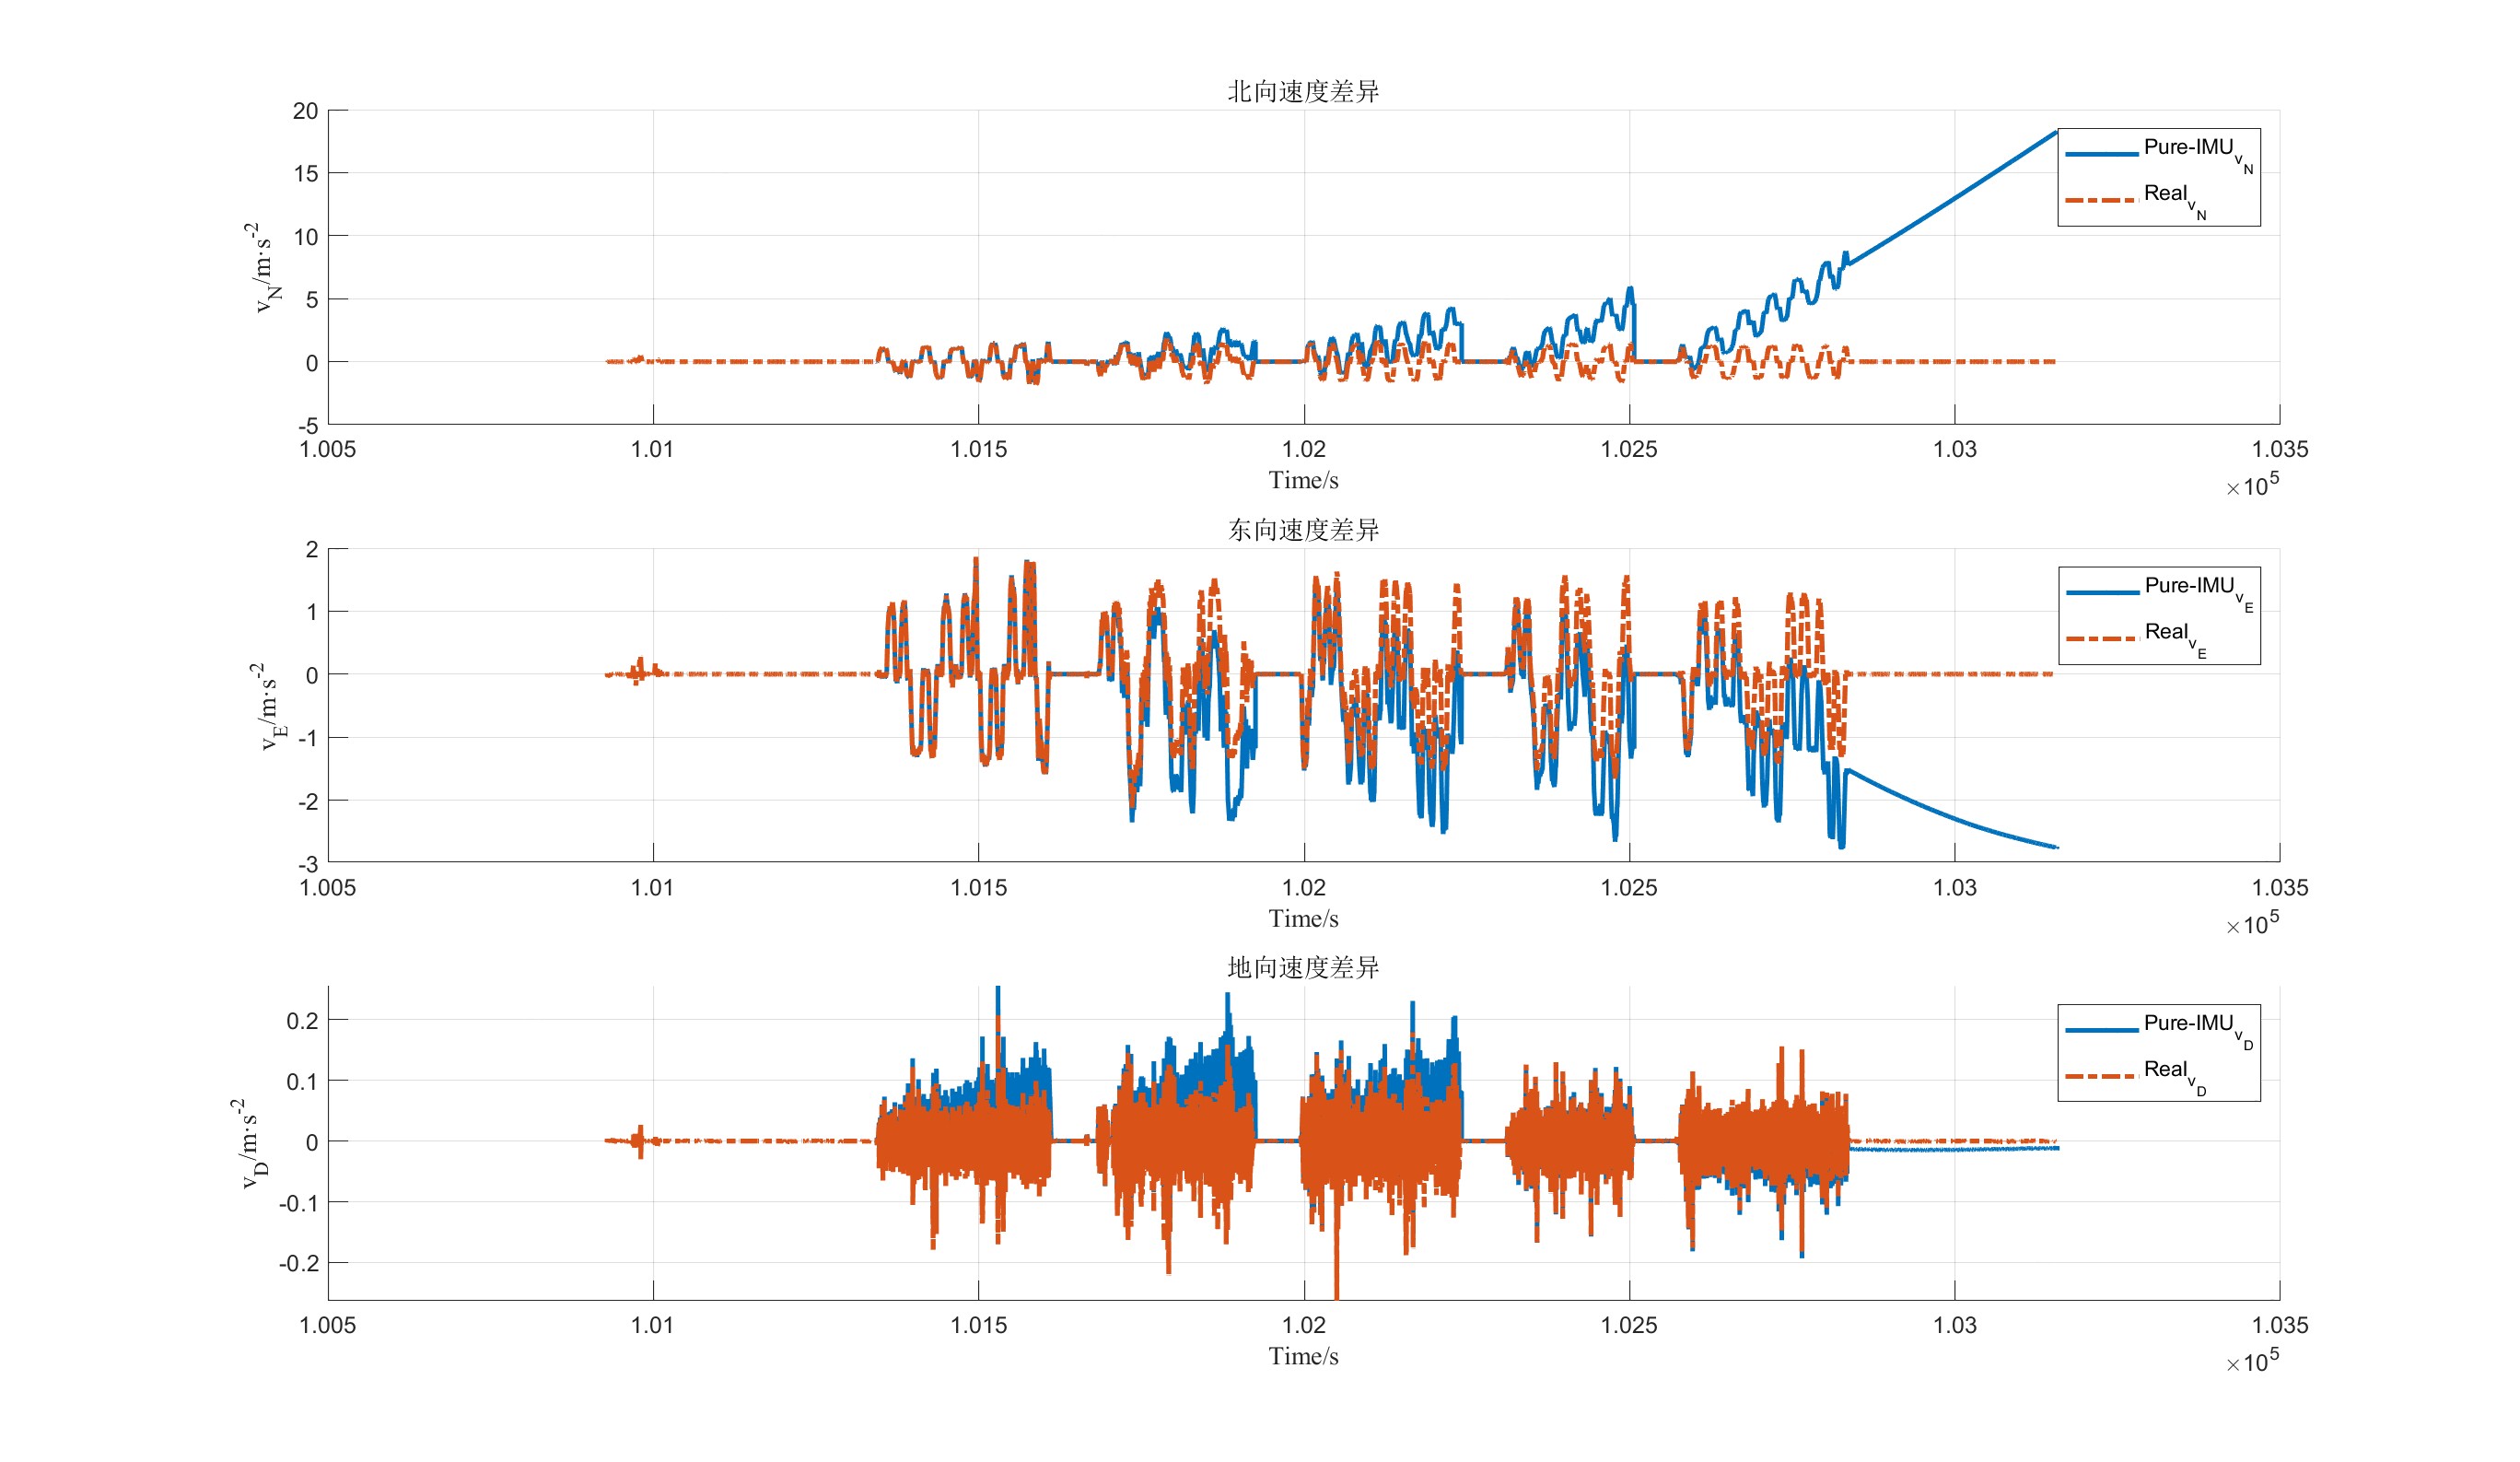 北向速度差异
20
15
10
5
0
-5
v_N/m·s^-2
1.005 1.01 1.015 1.02 1.025 1.03 1.035
Time/s
×10^5
Pure-IMU_v_N
Real_v_N
东向速度差异
2
1
0
-1
-2
-3
v_E/m·s^-2
1.005 1.01 1.015 1.02 1.025 1.03 1.035
Time/s
×10^5
Pure-IMU_v_E
Real_v_E
地向速度差异
0.2
0.1
0
-0.1
-0.2
v_D/m·s^-2
1.005 1.01 1.015 1.02 1.025 1.03 1.035
Time/s
×10^5
Pure-IMU_v_D
Real_v_D